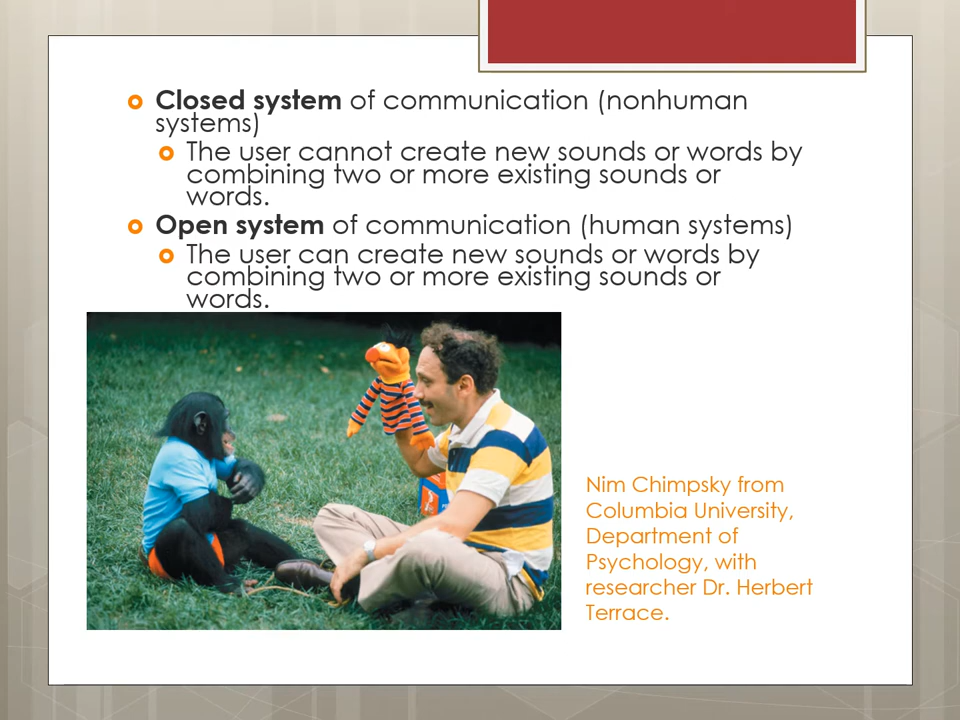 Closed system of communication (nonhuman
systems)
The user cannot create new sounds or words by
combining two or more existing sounds or
words.
Open system of communication (human systems)
The user can create new sounds or words by
combining two or more existing sounds or
words.
Nim Chimpsky from
Columbia University,
Department of
Psychology, with
researcher Dr. Herbert
Terrace.